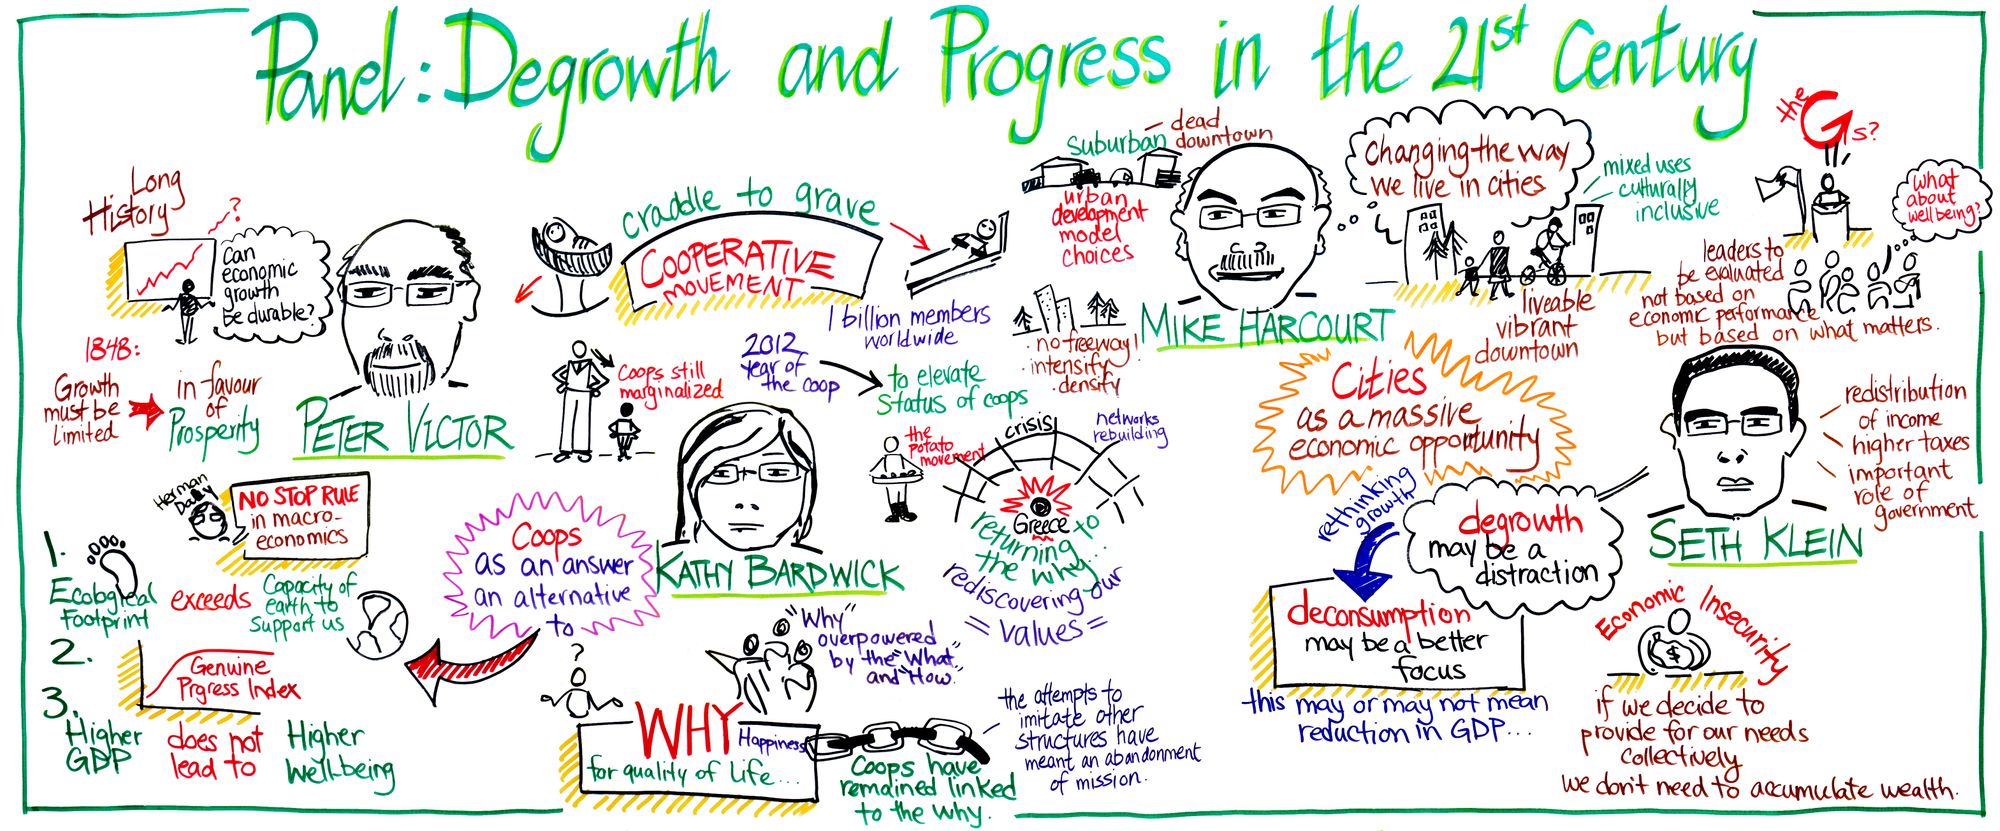 Panel: Degrowth and Progress in the 21st Century
Long
History
?
Can
economic
growth
be durable?
1848:
Growth
must be
limited
in favour
of
Prosperity
PETER VICTOR
Herman
Daly
NO STOP RULE
in macro-
economics
1.
Ecological
Footprint
exceeds
Capacity of
earth to
support us
2.
Genuine
Prgress Index
3.
Higher
GDP
does not
lead to
Higher
well-being
craddle to grave
COOPERATIVE
MOVEMENT
1 billion members
worldwide
Coops still
marginalized
2012
year of
the coop
to elevate
status of coops
KATHY BARDWICK
Coops
as an answer
an alternative
to
the
potato
movement
crisis
networks
rebuilding
Greece
returning to
the why...
rediscovering our
= values =
"Why"
overpowered
by the "What"
and "How."
?
WHY
Happiness
for quality of life...
Coops have
remained linked
to the why.
the attempts to
imitate other
structures have
meant an abandonment
of mission.
suburban
dead
downtown
urban
development
model
choices
no freeway!
intensify
density
MIKE HARCOURT
changing the way
we live in cities
mixed uses
culturally
inclusive
liveable
vibrant
downtown
Cities
as a massive
economic opportunity
the Gs?
what
about
wellbeing?
leaders to
be evaluated
not based on
economic performance
but based on what matters.
SETH KLEIN
redistribution
of income
higher taxes
important
role of
government
degrowth
may be a
distraction
rethinking
growth
deconsumption
may be a better
focus
this may or may not mean
reduction in GDP...
Economic Insecurity
$
if we decide to
provide for our needs
collectively
we don't need to accumulate wealth.